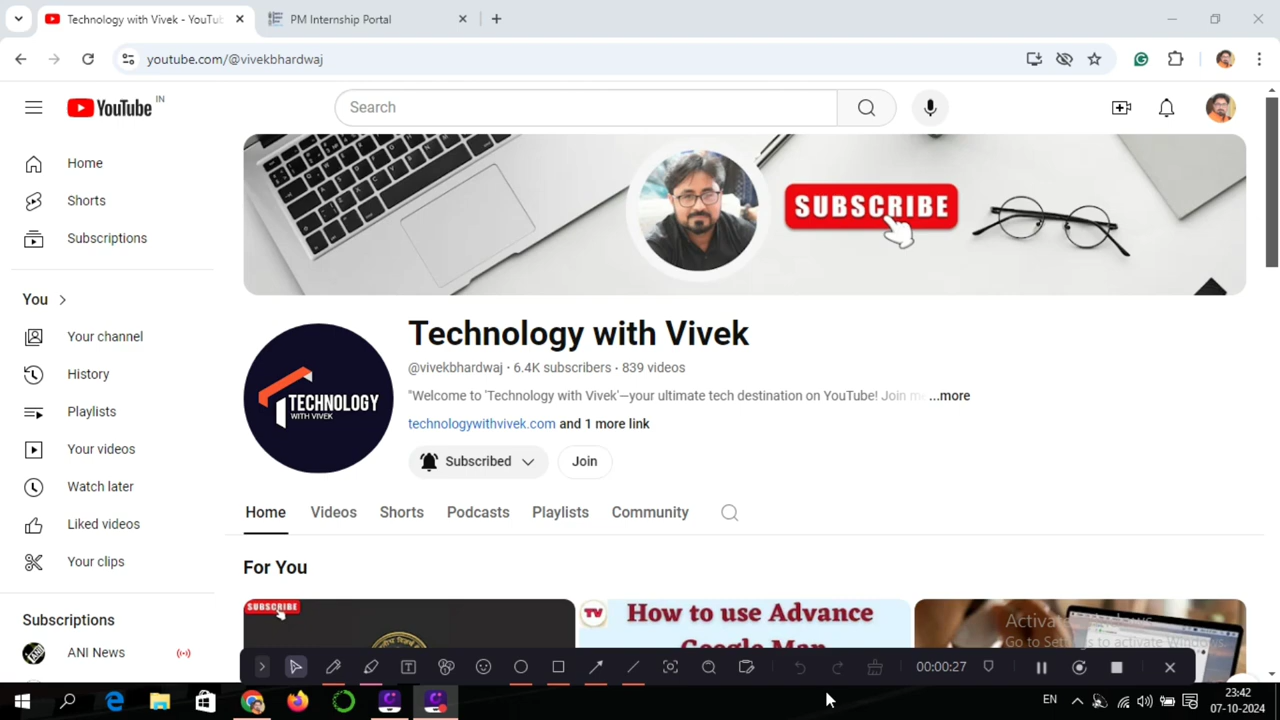 Technology with Vivek - YouTu
PM Internship Portal
youtube.com/@vivekbhardwaj
YouTube IN
Search
Home
Shorts
Subscriptions
You
Your channel
History
Playlists
Your videos
Watch later
Liked videos
Your clips
Subscriptions
ANI News
SUBSCRIBE
TECHNOLOGY
WITH VIVEK
Technology with Vivek
@vivekbhardwaj • 6.4K subscribers • 839 videos
"Welcome to 'Technology with Vivek'—your ultimate tech destination on YouTube! Join me ...more
technologywithvivek.com and 1 more link
Subscribed
Join
Home Videos Shorts Podcasts Playlists Community
For You
SUBSCRIBE
TV
How to use Advance
Google Map
Activate Windows
Go to Settings to activate Windows.
00:00:27
EN
23:42
07-10-2024